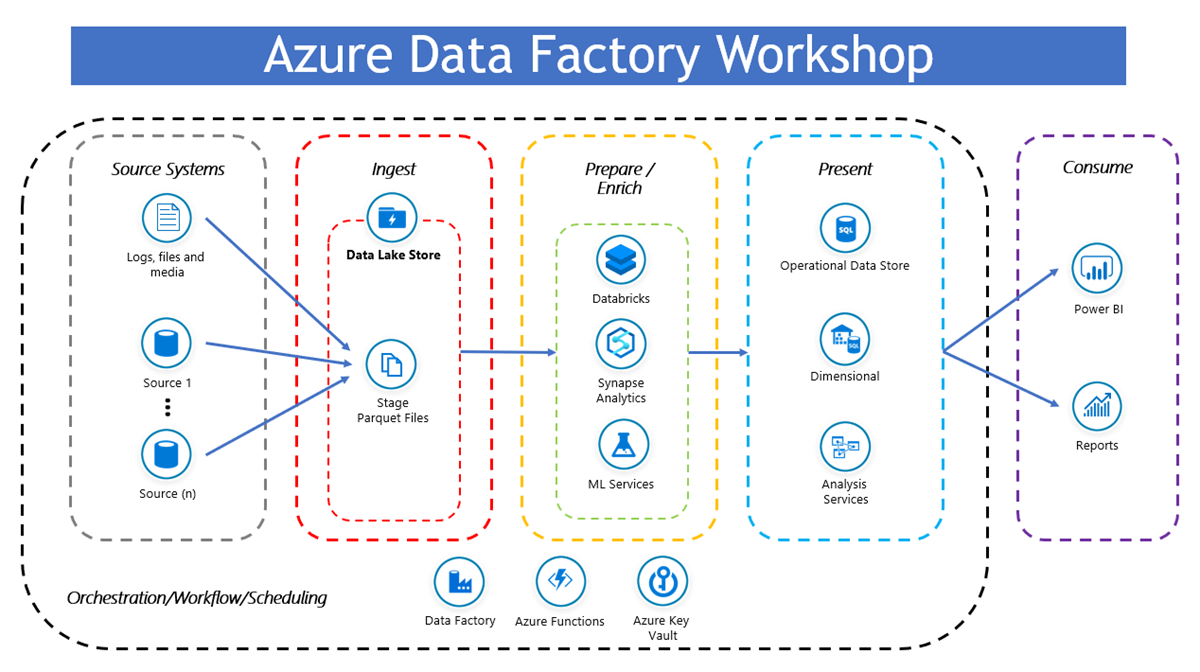 Azure Data Factory Workshop
Source Systems
Logs, files and
media
Source 1
Source (n)
Ingest
Data Lake Store
Stage
Parquet Files
Prepare /
Enrich
Databricks
Synapse
Analytics
ML Services
Present
SQL
Operational Data Store
SQL
Dimensional
Analysis
Services
Consume
Power BI
Reports
Orchestration/Workflow/Scheduling
Data Factory
Azure Functions
Azure Key
Vault